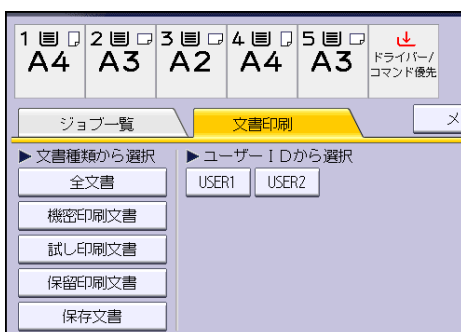 1 2 3 4 5
A4 A3 A2 A4 A3 ドライバー/
コマンド優先
ジョブ一覧 文書印刷 メ
▶文書種類から選択 ▶ユーザーIDから選択
全文書 USER1 USER2
機密印刷文書
試し印刷文書
保留印刷文書
保存文書